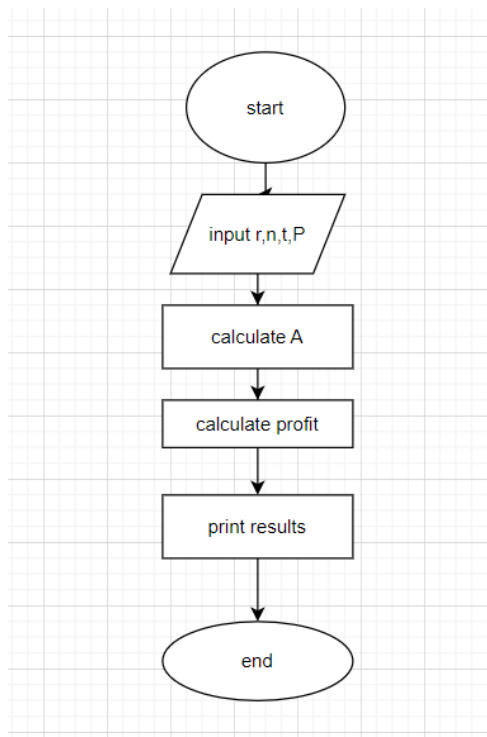 start
input r,n,t,P
calculate A
calculate profit
print results
end